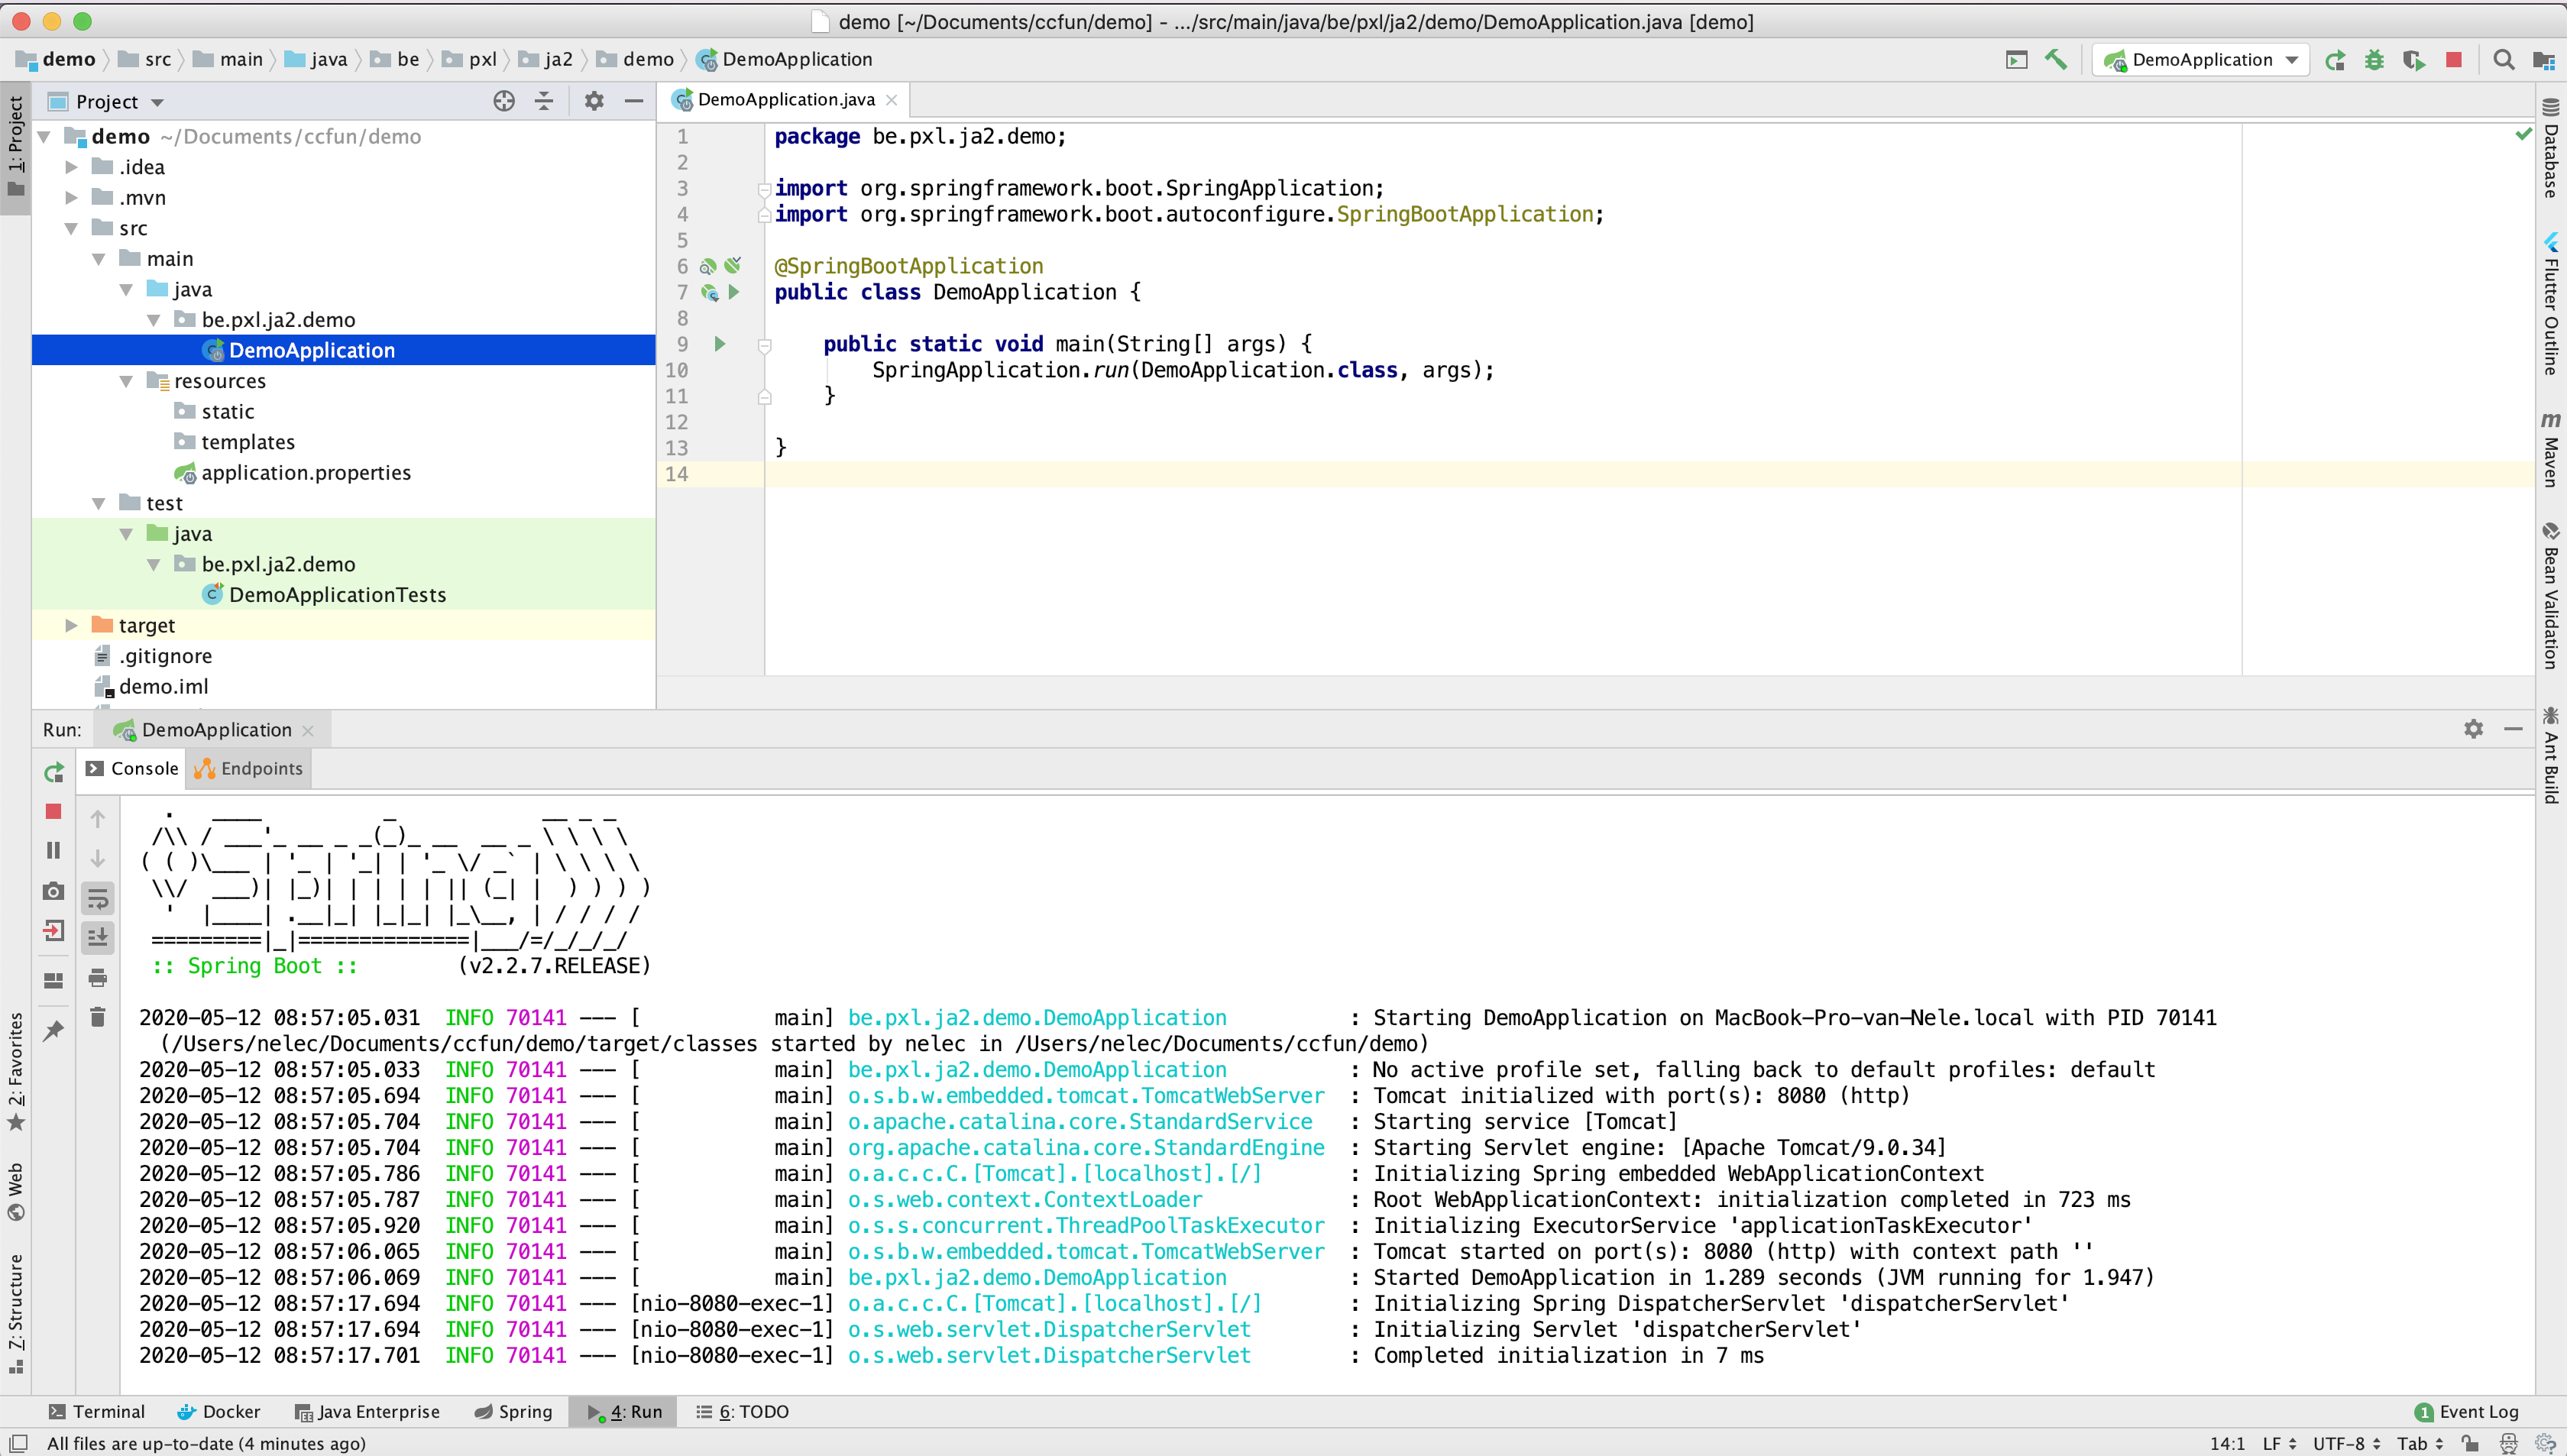 demo [~/Documents/ccfun/demo] - .../src/main/java/be/pxl/ja2/demo/DemoApplication.java [demo]
demo src main java be pxl ja2 demo DemoApplication
DemoApplication
1: Project
Project
DemoApplication.java
demo ~/Documents/ccfun/demo
.idea
.mvn
src
main
java
be.pxl.ja2.demo
DemoApplication
resources
static
templates
application.properties
test
java
be.pxl.ja2.demo
DemoApplicationTests
target
.gitignore
demo.iml
1 package be.pxl.ja2.demo;
2
3 import org.springframework.boot.SpringApplication;
4 import org.springframework.boot.autoconfigure.SpringBootApplication;
5
6 @SpringBootApplication
7 public class DemoApplication {
8
9 public static void main(String[] args) {
10 SpringApplication.run(DemoApplication.class, args);
11 }
12
13 }
14
Database
Flutter Outline
Maven
Bean Validation
Ant Build
Run: DemoApplication
Console Endpoints
  .   ____          _            __ _ _
 /\\ / ___'_ __ _ _(_)_ __  __ _ \ \ \ \
( ( )\___ | '_ | '_| | '_ \/ _` | \ \ \ \
 \\/  ___)| |_)| | | | | || (_| |  ) ) ) )
  '  |____| .__|_| |_|_| |_\__, | / / / /
 =========|_|==============|___/=/_/_/_/
:: Spring Boot :: (v2.2.7.RELEASE)
2020-05-12 08:57:05.031 INFO 70141 --- [ main] be.pxl.ja2.demo.DemoApplication : Starting DemoApplication on MacBook-Pro-van-Nele.local with PID 70141
(/Users/nelec/Documents/ccfun/demo/target/classes started by nelec in /Users/nelec/Documents/ccfun/demo)
2020-05-12 08:57:05.033 INFO 70141 --- [ main] be.pxl.ja2.demo.DemoApplication : No active profile set, falling back to default profiles: default
2020-05-12 08:57:05.694 INFO 70141 --- [ main] o.s.b.w.embedded.tomcat.TomcatWebServer : Tomcat initialized with port(s): 8080 (http)
2020-05-12 08:57:05.704 INFO 70141 --- [ main] o.apache.catalina.core.StandardService : Starting service [Tomcat]
2020-05-12 08:57:05.704 INFO 70141 --- [ main] org.apache.catalina.core.StandardEngine : Starting Servlet engine: [Apache Tomcat/9.0.34]
2020-05-12 08:57:05.786 INFO 70141 --- [ main] o.a.c.c.C.[Tomcat].[localhost].[/] : Initializing Spring embedded WebApplicationContext
2020-05-12 08:57:05.787 INFO 70141 --- [ main] o.s.web.context.ContextLoader : Root WebApplicationContext: initialization completed in 723 ms
2020-05-12 08:57:05.920 INFO 70141 --- [ main] o.s.s.concurrent.ThreadPoolTaskExecutor : Initializing ExecutorService 'applicationTaskExecutor'
2020-05-12 08:57:06.065 INFO 70141 --- [ main] o.s.b.w.embedded.tomcat.TomcatWebServer : Tomcat started on port(s): 8080 (http) with context path ''
2020-05-12 08:57:06.069 INFO 70141 --- [ main] be.pxl.ja2.demo.DemoApplication : Started DemoApplication in 1.289 seconds (JVM running for 1.947)
2020-05-12 08:57:17.694 INFO 70141 --- [nio-8080-exec-1] o.a.c.c.C.[Tomcat].[localhost].[/] : Initializing Spring DispatcherServlet 'dispatcherServlet'
2020-05-12 08:57:17.694 INFO 70141 --- [nio-8080-exec-1] o.s.web.servlet.DispatcherServlet : Initializing Servlet 'dispatcherServlet'
2020-05-12 08:57:17.701 INFO 70141 --- [nio-8080-exec-1] o.s.web.servlet.DispatcherServlet : Completed initialization in 7 ms
2: Favorites
Web
Z: Structure
Terminal Docker Java Enterprise Spring 4: Run 6: TODO 1 Event Log
All files are up-to-date (4 minutes ago) 14:1 LF UTF-8 Tab